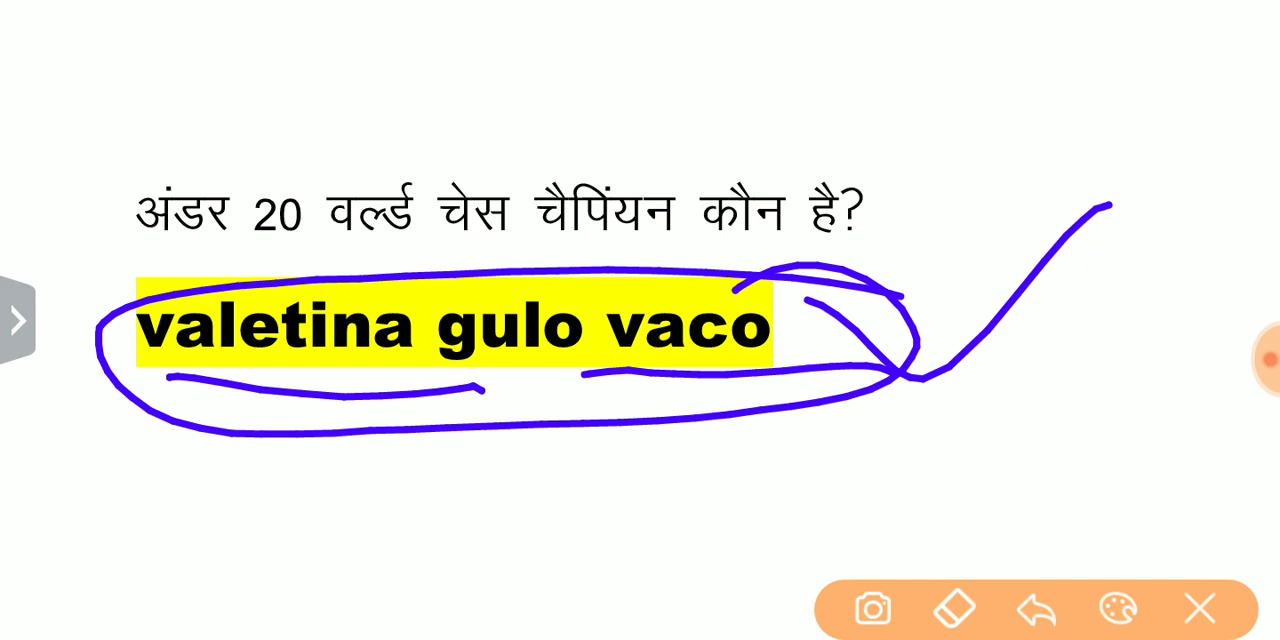 अंडर 20 वर्ल्ड चेस चैपिंयन कौन है?
valetina gulo vaco